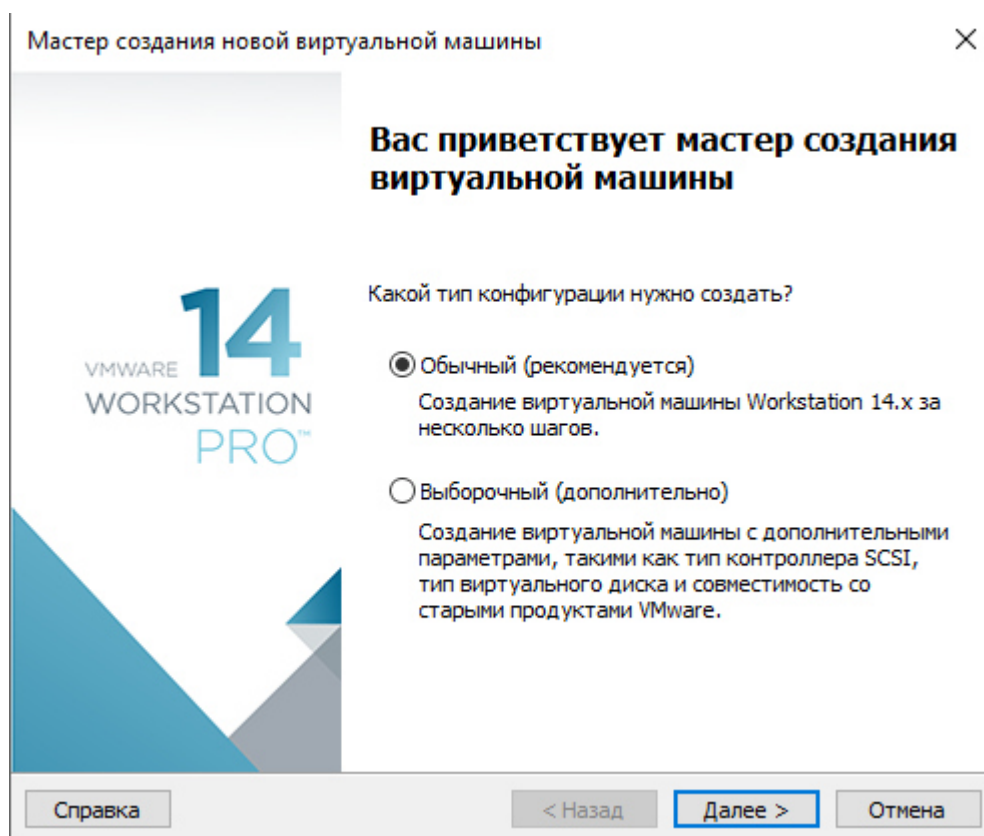 Мастер создания новой виртуальной машины
Вас приветствует мастер создания
виртуальной машины
VMWARE 14
WORKSTATION
PRO™
Какой тип конфигурации нужно создать?
Обычный (рекомендуется)
Создание виртуальной машины Workstation 14.x за
несколько шагов.
Выборочный (дополнительно)
Создание виртуальной машины с дополнительными
параметрами, такими как тип контроллера SCSI,
тип виртуального диска и совместимость со
старыми продуктами VMware.
Справка
< Назад
Далее >
Отмена